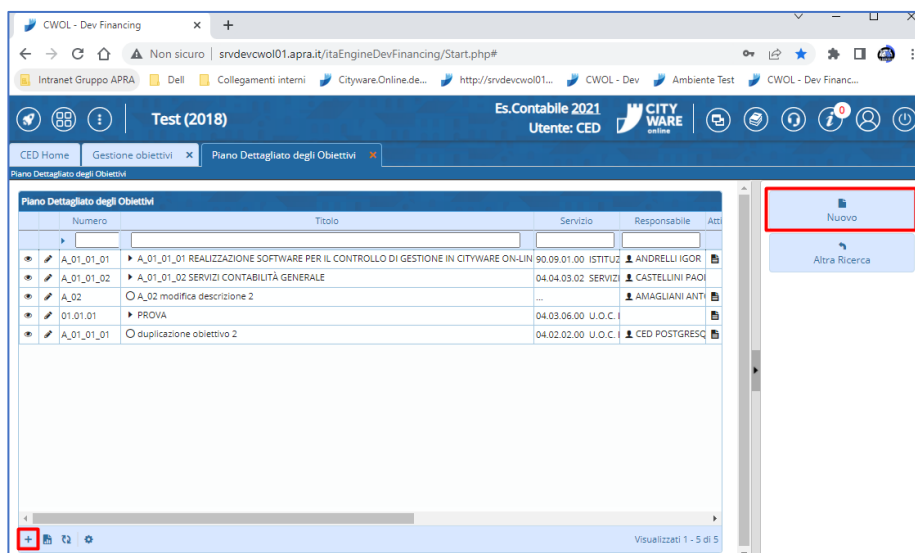 CWOL - Dev Financing
Non sicuro | srvdevcwol01.apra.it/itaEngineDevFinancing/Start.php#
Intranet Gruppo APRA Dell Collegamenti interni Cityware.Online.de... http://srvdevcwol01... CWOL - Dev Ambiente Test CWOL - Dev Financ...
Test (2018)
Es.Contabile 2021
Utente: CED
CITY
WARE
online
0
CED Home Gestione obiettivi Piano Dettagliato degli Obiettivi
Piano Dettagliato degli Obiettivi
Piano Dettagliato degli Obiettivi
Numero Titolo Servizio Responsabile Atti
A_01_01_01 A_01_01_01 REALIZZAZIONE SOFTWARE PER IL CONTROLLO DI GESTIONE IN CITYWARE ON-LIN 90.09.01.00 ISTITUZ ANDRELLI IGOR
A_01_01_02 A_01_01_02 SERVIZI CONTABILITÀ GENERALE 04.04.03.02 SERVIZI CASTELLINI PAOL
A_02 A_02 modifica descrizione 2 ... AMAGLIANI ANT
01.01.01 PROVA 04.03.06.00 U.O.C.
A_01_01_01 duplicazione obiettivo 2 04.02.02.00 U.O.C. CED POSTGRESQ
Visualizzati 1 - 5 di 5
Nuovo
Altra Ricerca